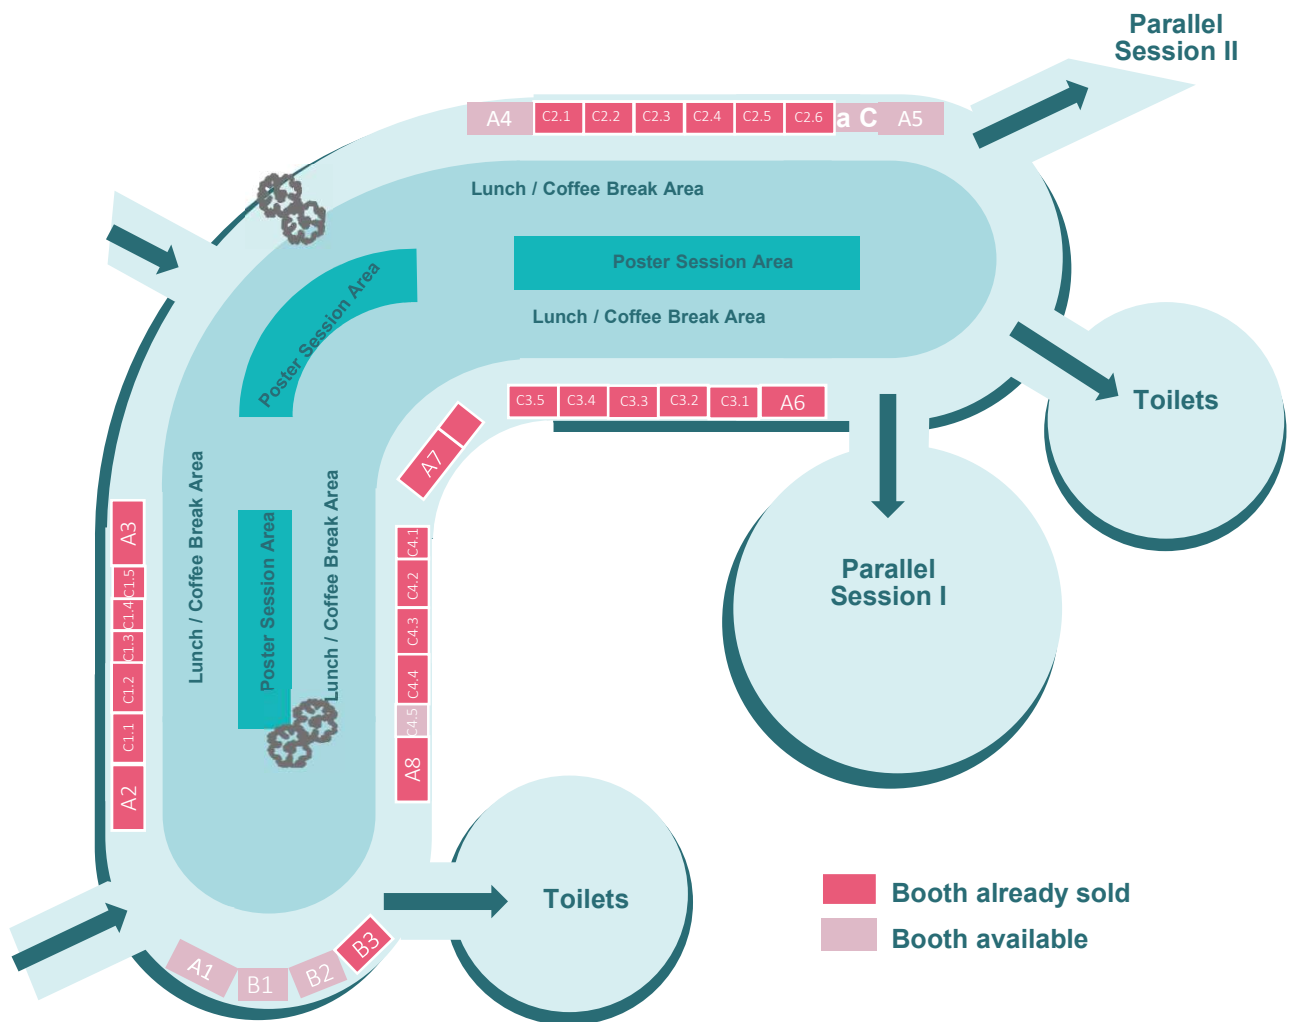 Parallel
Session II
A4
C2.1
C2.2
C2.3
C2.4
C2.5
C2.6
a C
A5
Lunch / Coffee Break Area
Poster Session Area
Lunch / Coffee Break Area
Poster Session Area
C3.5
C3.4
C3.3
C3.2
C3.1
A6
Toilets
A7
Lunch / Coffee Break Area
Poster Session Area
Lunch / Coffee Break Area
A3
C1.5
C1.4
C1.3
C1.2
C1.1
A2
C4.1
C4.2
C4.3
C4.4
C4.5
A8
Parallel
Session I
Toilets
Booth already sold
Booth available
A1
B1
B2
B3